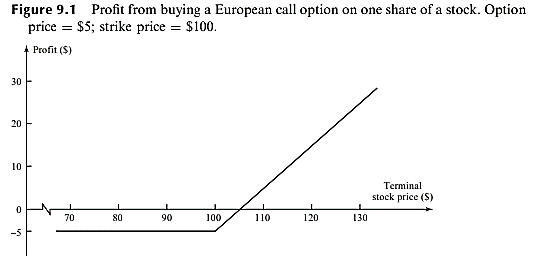 Figure 9.1 Profit from buying a European call option on one share of a stock. Option
price = $5; strike price = $100.
Profit ($)
30
20
10
0
-5
70 80 90 100 110 120 130
Terminal
stock price ($)